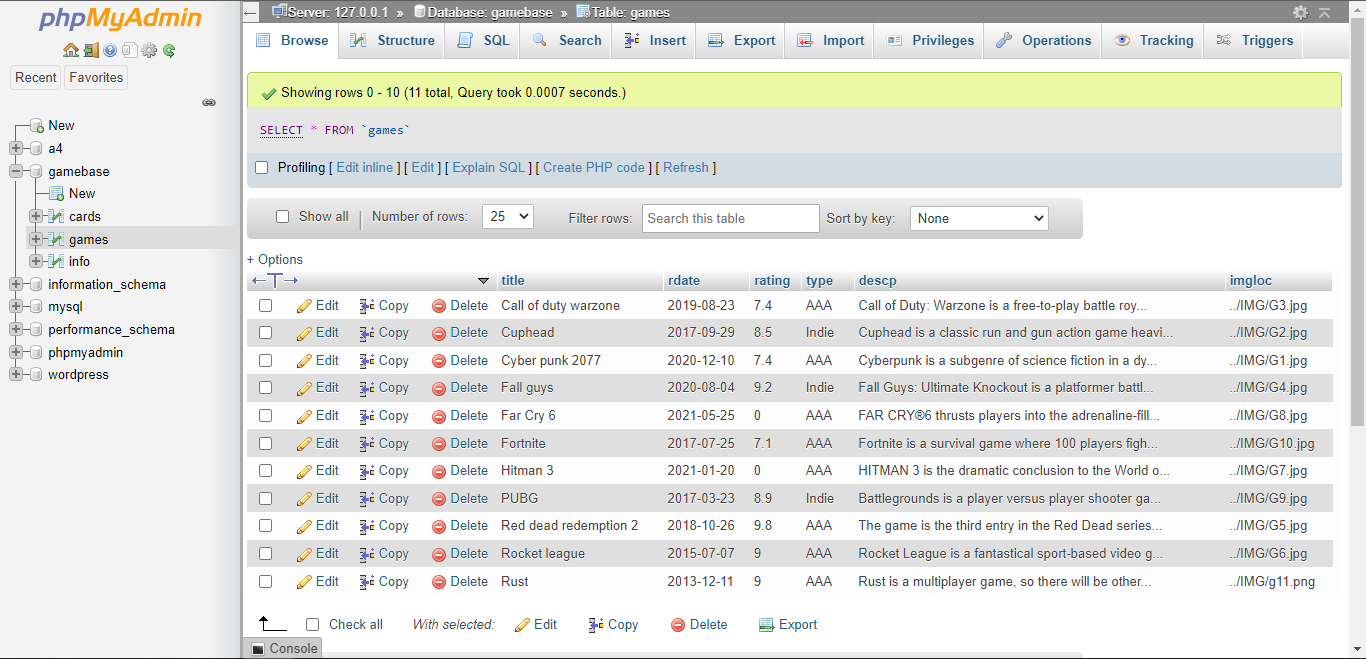 phpMyAdmin
Recent Favorites
New
a4
gamebase
New
cards
games
info
information_schema
mysql
performance_schema
phpmyadmin
wordpress
Server: 127.0.0.1 » Database: gamebase » Table: games
Browse Structure SQL Search Insert Export Import Privileges Operations Tracking Triggers
Showing rows 0 - 10 (11 total, Query took 0.0007 seconds.)
SELECT * FROM `games`
Profiling [ Edit inline ] [ Edit ] [ Explain SQL ] [ Create PHP code ] [ Refresh ]
Show all Number of rows: 25 Filter rows: Search this table Sort by key: None
+ Options
←T→ title rdate rating type descp imgloc
Edit Copy Delete Call of duty warzone 2019-08-23 7.4 AAA Call of Duty: Warzone is a free-to-play battle roy... ../IMG/G3.jpg
Edit Copy Delete Cuphead 2017-09-29 8.5 Indie Cuphead is a classic run and gun action game heavi... ../IMG/G2.jpg
Edit Copy Delete Cyber punk 2077 2020-12-10 7.4 AAA Cyberpunk is a subgenre of science fiction in a dy... ../IMG/G1.jpg
Edit Copy Delete Fall guys 2020-08-04 9.2 Indie Fall Guys: Ultimate Knockout is a platformer battl... ../IMG/G4.jpg
Edit Copy Delete Far Cry 6 2021-05-25 0 AAA FAR CRY®6 thrusts players into the adrenaline-fill... ../IMG/G8.jpg
Edit Copy Delete Fortnite 2017-07-25 7.1 AAA Fortnite is a survival game where 100 players figh... ../IMG/G10.jpg
Edit Copy Delete Hitman 3 2021-01-20 0 AAA HITMAN 3 is the dramatic conclusion to the World o... ../IMG/G7.jpg
Edit Copy Delete PUBG 2017-03-23 8.9 Indie Battlegrounds is a player versus player shooter ga... ../IMG/G9.jpg
Edit Copy Delete Red dead redemption 2 2018-10-26 9.8 AAA The game is the third entry in the Red Dead series... ../IMG/G5.jpg
Edit Copy Delete Rocket league 2015-07-07 9 AAA Rocket League is a fantastical sport-based video g... ../IMG/G6.jpg
Edit Copy Delete Rust 2013-12-11 9 AAA Rust is a multiplayer game, so there will be other... ../IMG/g11.png
Check all With selected: Edit Copy Delete Export
Console